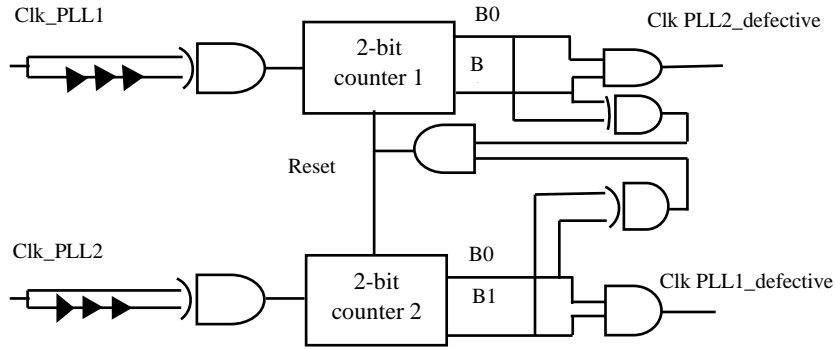 Clk_PLL1
B0
Clk PLL2_defective
2-bit
counter 1
B
Reset
Clk_PLL2
B0
Clk PLL1_defective
2-bit
counter 2
B1